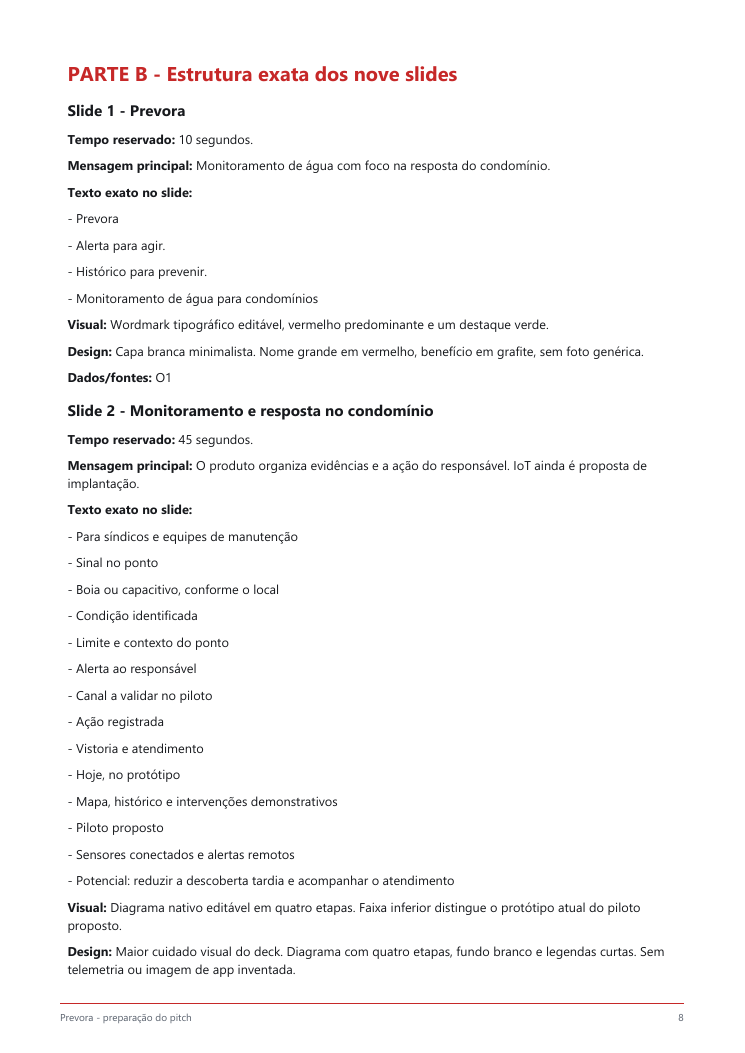 PARTE B - Estrutura exata dos nove slides
Slide 1 - Prevora
Tempo reservado: 10 segundos.
Mensagem principal: Monitoramento de água com foco na resposta do condomínio.
Texto exato no slide:
- Prevora
- Alerta para agir.
- Histórico para prevenir.
- Monitoramento de água para condomínios
Visual: Wordmark tipográfico editável, vermelho predominante e um destaque verde.
Design: Capa branca minimalista. Nome grande em vermelho, benefício em grafite, sem foto genérica.
Dados/fontes: O1
Slide 2 - Monitoramento e resposta no condomínio
Tempo reservado: 45 segundos.
Mensagem principal: O produto organiza evidências e a ação do responsável. IoT ainda é proposta de
implantação.
Texto exato no slide:
- Para síndicos e equipes de manutenção
- Sinal no ponto
- Boia ou capacitivo, conforme o local
- Condição identificada
- Limite e contexto do ponto
- Alerta ao responsável
- Canal a validar no piloto
- Ação registrada
- Vistoria e atendimento
- Hoje, no protótipo
- Mapa, histórico e intervenções demonstrativos
- Piloto proposto
- Sensores conectados e alertas remotos
- Potencial: reduzir a descoberta tardia e acompanhar o atendimento
Visual: Diagrama nativo editável em quatro etapas. Faixa inferior distingue o protótipo atual do piloto
proposto.
Design: Maior cuidado visual do deck. Diagrama com quatro etapas, fundo branco e legendas curtas. Sem
telemetria ou imagem de app inventada.
Prevora - preparação do pitch
8